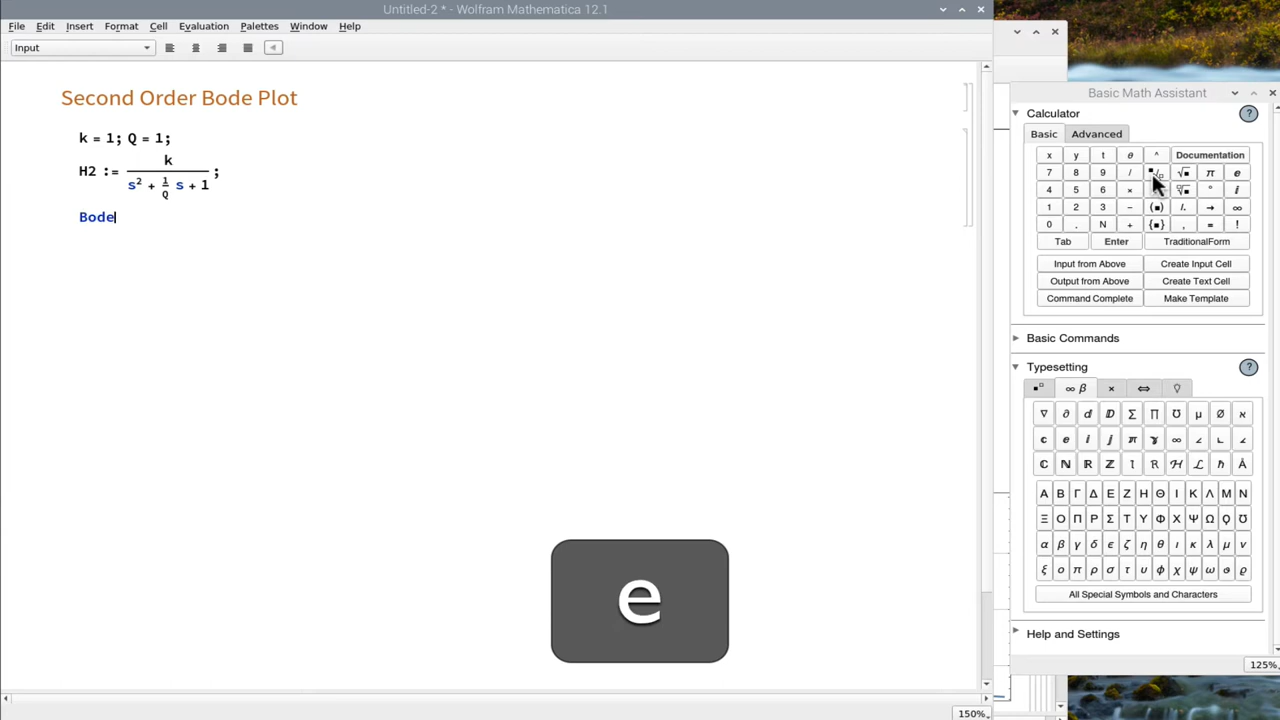 Untitled-2 * - Wolfram Mathematica 12.1
File Edit Insert Format Cell Evaluation Palettes Window Help
Input
Second Order Bode Plot
k = 1; Q = 1;
H2 := k / (s² + 1/Q s + 1);
Bode
e
150%
Basic Math Assistant
Calculator
Basic Advanced
x y t θ ^ Documentation
7 8 9 / √ π e
4 5 6 × √ ° i
1 2 3 − (■) /. → ∞
0 . N + {■} , = !
Tab Enter TraditionalForm
Input from Above Create Input Cell
Output from Above Create Text Cell
Command Complete Make Template
Basic Commands
Typesetting
∞ β × ⇔
∇ ∂ ⅆ ⅅ ∑ ∏ ℧ μ Ø ℵ
c e i j π γ ∞ ∠ ∟ ∠
ℂ ℕ ℝ ℤ ℩ ℛ ℋ ℒ ℏ Å
Α Β Γ Δ Ε Ζ Η Θ Ι Κ Λ Μ Ν
Ξ Ο Π Ρ Σ Τ Υ Φ Χ Ψ Ω Ϙ ℧
α β γ δ ϵ ζ η θ ι κ λ μ ν
ξ ο π ρ σ τ υ ϕ χ ψ ω
All Special Symbols and Characters
Help and Settings
125%